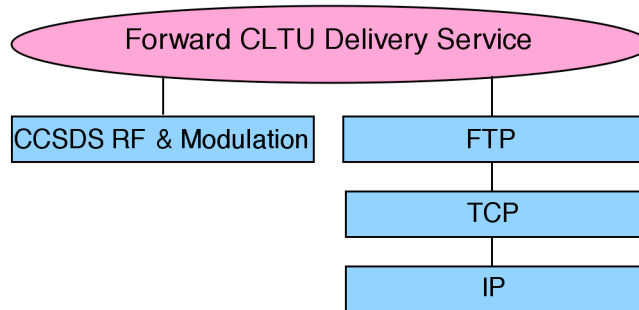 Forward CLTU Delivery Service
CCSDS RF & Modulation
FTP
TCP
IP